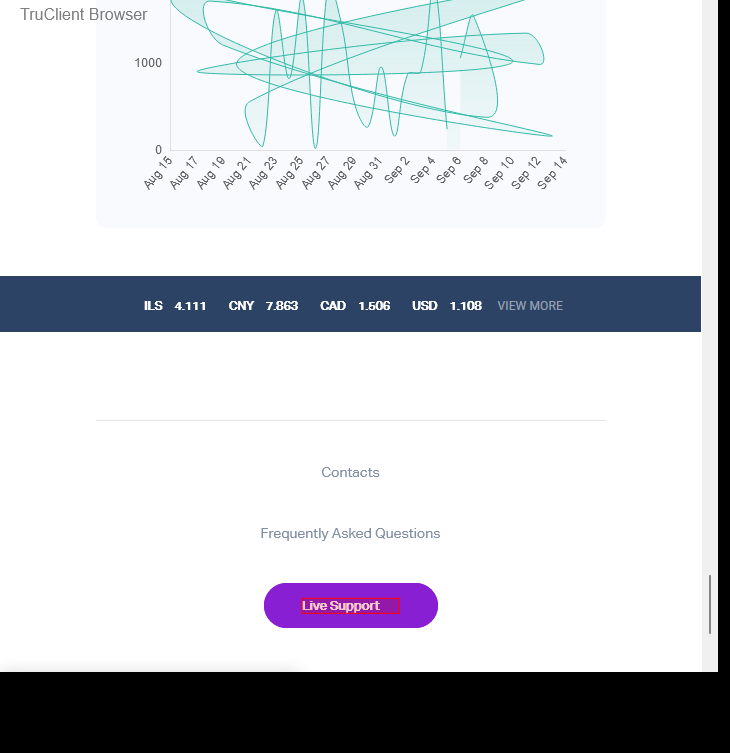 TruClient Browser
1000
0
Aug 15 Aug 17 Aug 19 Aug 21 Aug 23 Aug 25 Aug 27 Aug 29 Aug 31 Sep 2 Sep 4 Sep 6 Sep 8 Sep 10 Sep 12 Sep 14
ILS 4.111 CNY 7.863 CAD 1.506 USD 1.108 VIEW MORE
Contacts
Frequently Asked Questions
Live Support